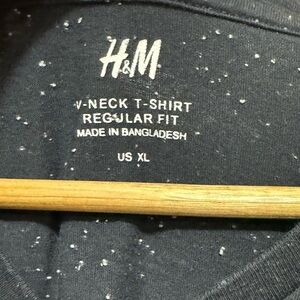 H&M
V-NECK T-SHIRT
REGULAR FIT
MADE IN BANGLADESH
US XL